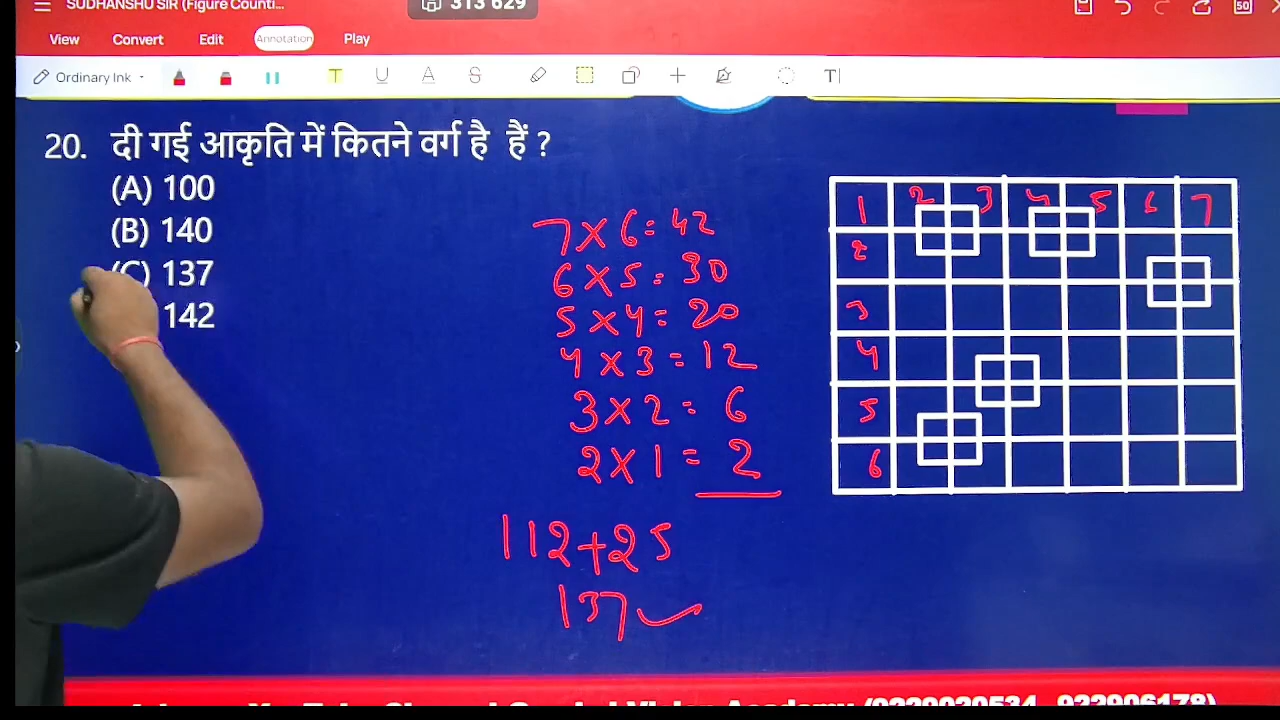 SUDHANSHU SIR (Figure Counti...
313 629
50
View Convert Edit Annotation Play
Ordinary Ink T U A S T
20. दी गई आकृति में कितने वर्ग है हैं ?
(A) 100
(B) 140
(C) 137
142
7 X 6 = 42
6 X 5 = 30
5 X 4 = 20
4 X 3 = 12
3 X 2 = 6
2 X 1 = 2
112+25
137
1 2 3 4 5 6 7
2
3
4
5
6